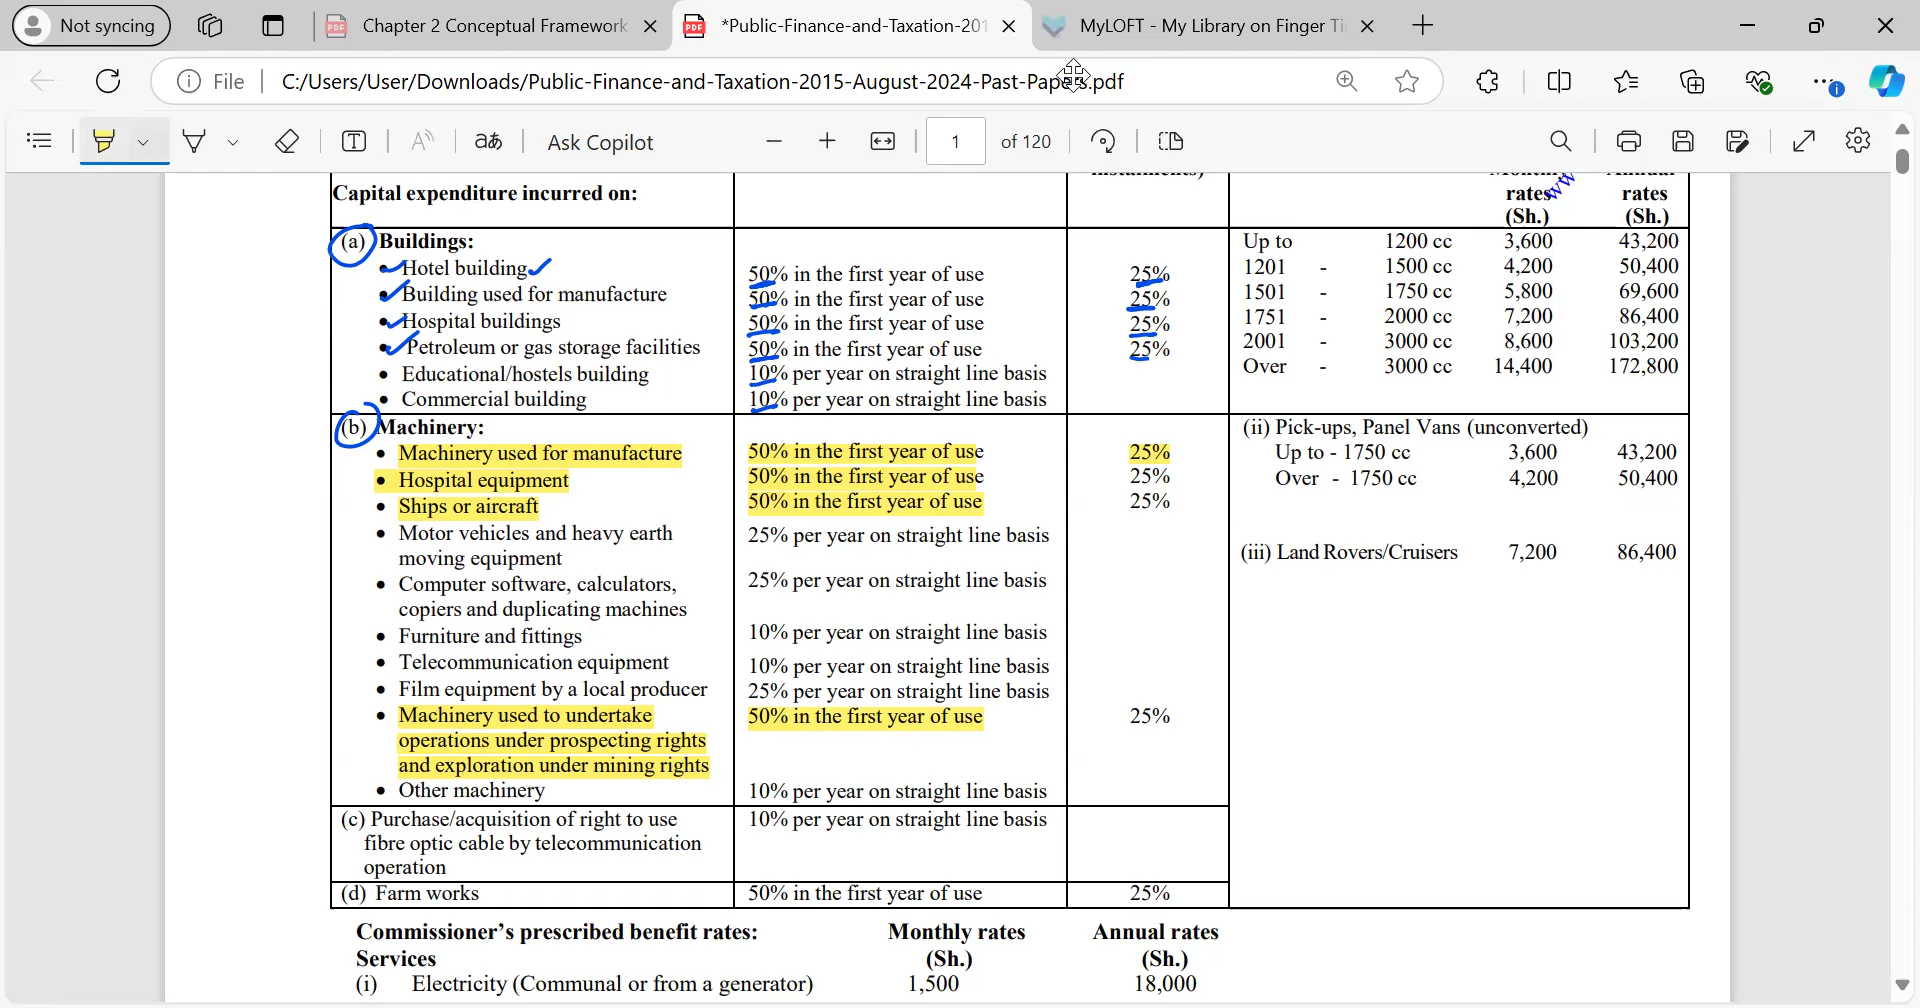 Not syncing
Chapter 2 Conceptual Framework
*Public-Finance-and-Taxation-201
MyLOFT - My Library on Finger Ti
File
C:/Users/User/Downloads/Public-Finance-and-Taxation-2015-August-2024-Past-Papers.pdf
Ask Copilot
1 of 120
Capital expenditure incurred on:
rates rates
(Sh.) (Sh.)
(a) Buildings:
• Hotel building 50% in the first year of use 25%
• Building used for manufacture 50% in the first year of use 25%
• Hospital buildings 50% in the first year of use 25%
• Petroleum or gas storage facilities 50% in the first year of use 25%
• Educational/hostels building 10% per year on straight line basis
• Commercial building 10% per year on straight line basis
Up to 1200 cc 3,600 43,200
1201 - 1500 cc 4,200 50,400
1501 - 1750 cc 5,800 69,600
1751 - 2000 cc 7,200 86,400
2001 - 3000 cc 8,600 103,200
Over - 3000 cc 14,400 172,800
(b) Machinery:
• Machinery used for manufacture 50% in the first year of use 25%
• Hospital equipment 50% in the first year of use 25%
• Ships or aircraft 50% in the first year of use 25%
• Motor vehicles and heavy earth 25% per year on straight line basis
moving equipment
• Computer software, calculators, 25% per year on straight line basis
copiers and duplicating machines
• Furniture and fittings 10% per year on straight line basis
• Telecommunication equipment 10% per year on straight line basis
• Film equipment by a local producer 25% per year on straight line basis
• Machinery used to undertake 50% in the first year of use 25%
operations under prospecting rights
and exploration under mining rights
• Other machinery 10% per year on straight line basis
(ii) Pick-ups, Panel Vans (unconverted)
Up to - 1750 cc 3,600 43,200
Over - 1750 cc 4,200 50,400
(iii) Land Rovers/Cruisers 7,200 86,400
(c) Purchase/acquisition of right to use 10% per year on straight line basis
fibre optic cable by telecommunication
operation
(d) Farm works 50% in the first year of use 25%
Commissioner's prescribed benefit rates: Monthly rates Annual rates
Services (Sh.) (Sh.)
(i) Electricity (Communal or from a generator) 1,500 18,000